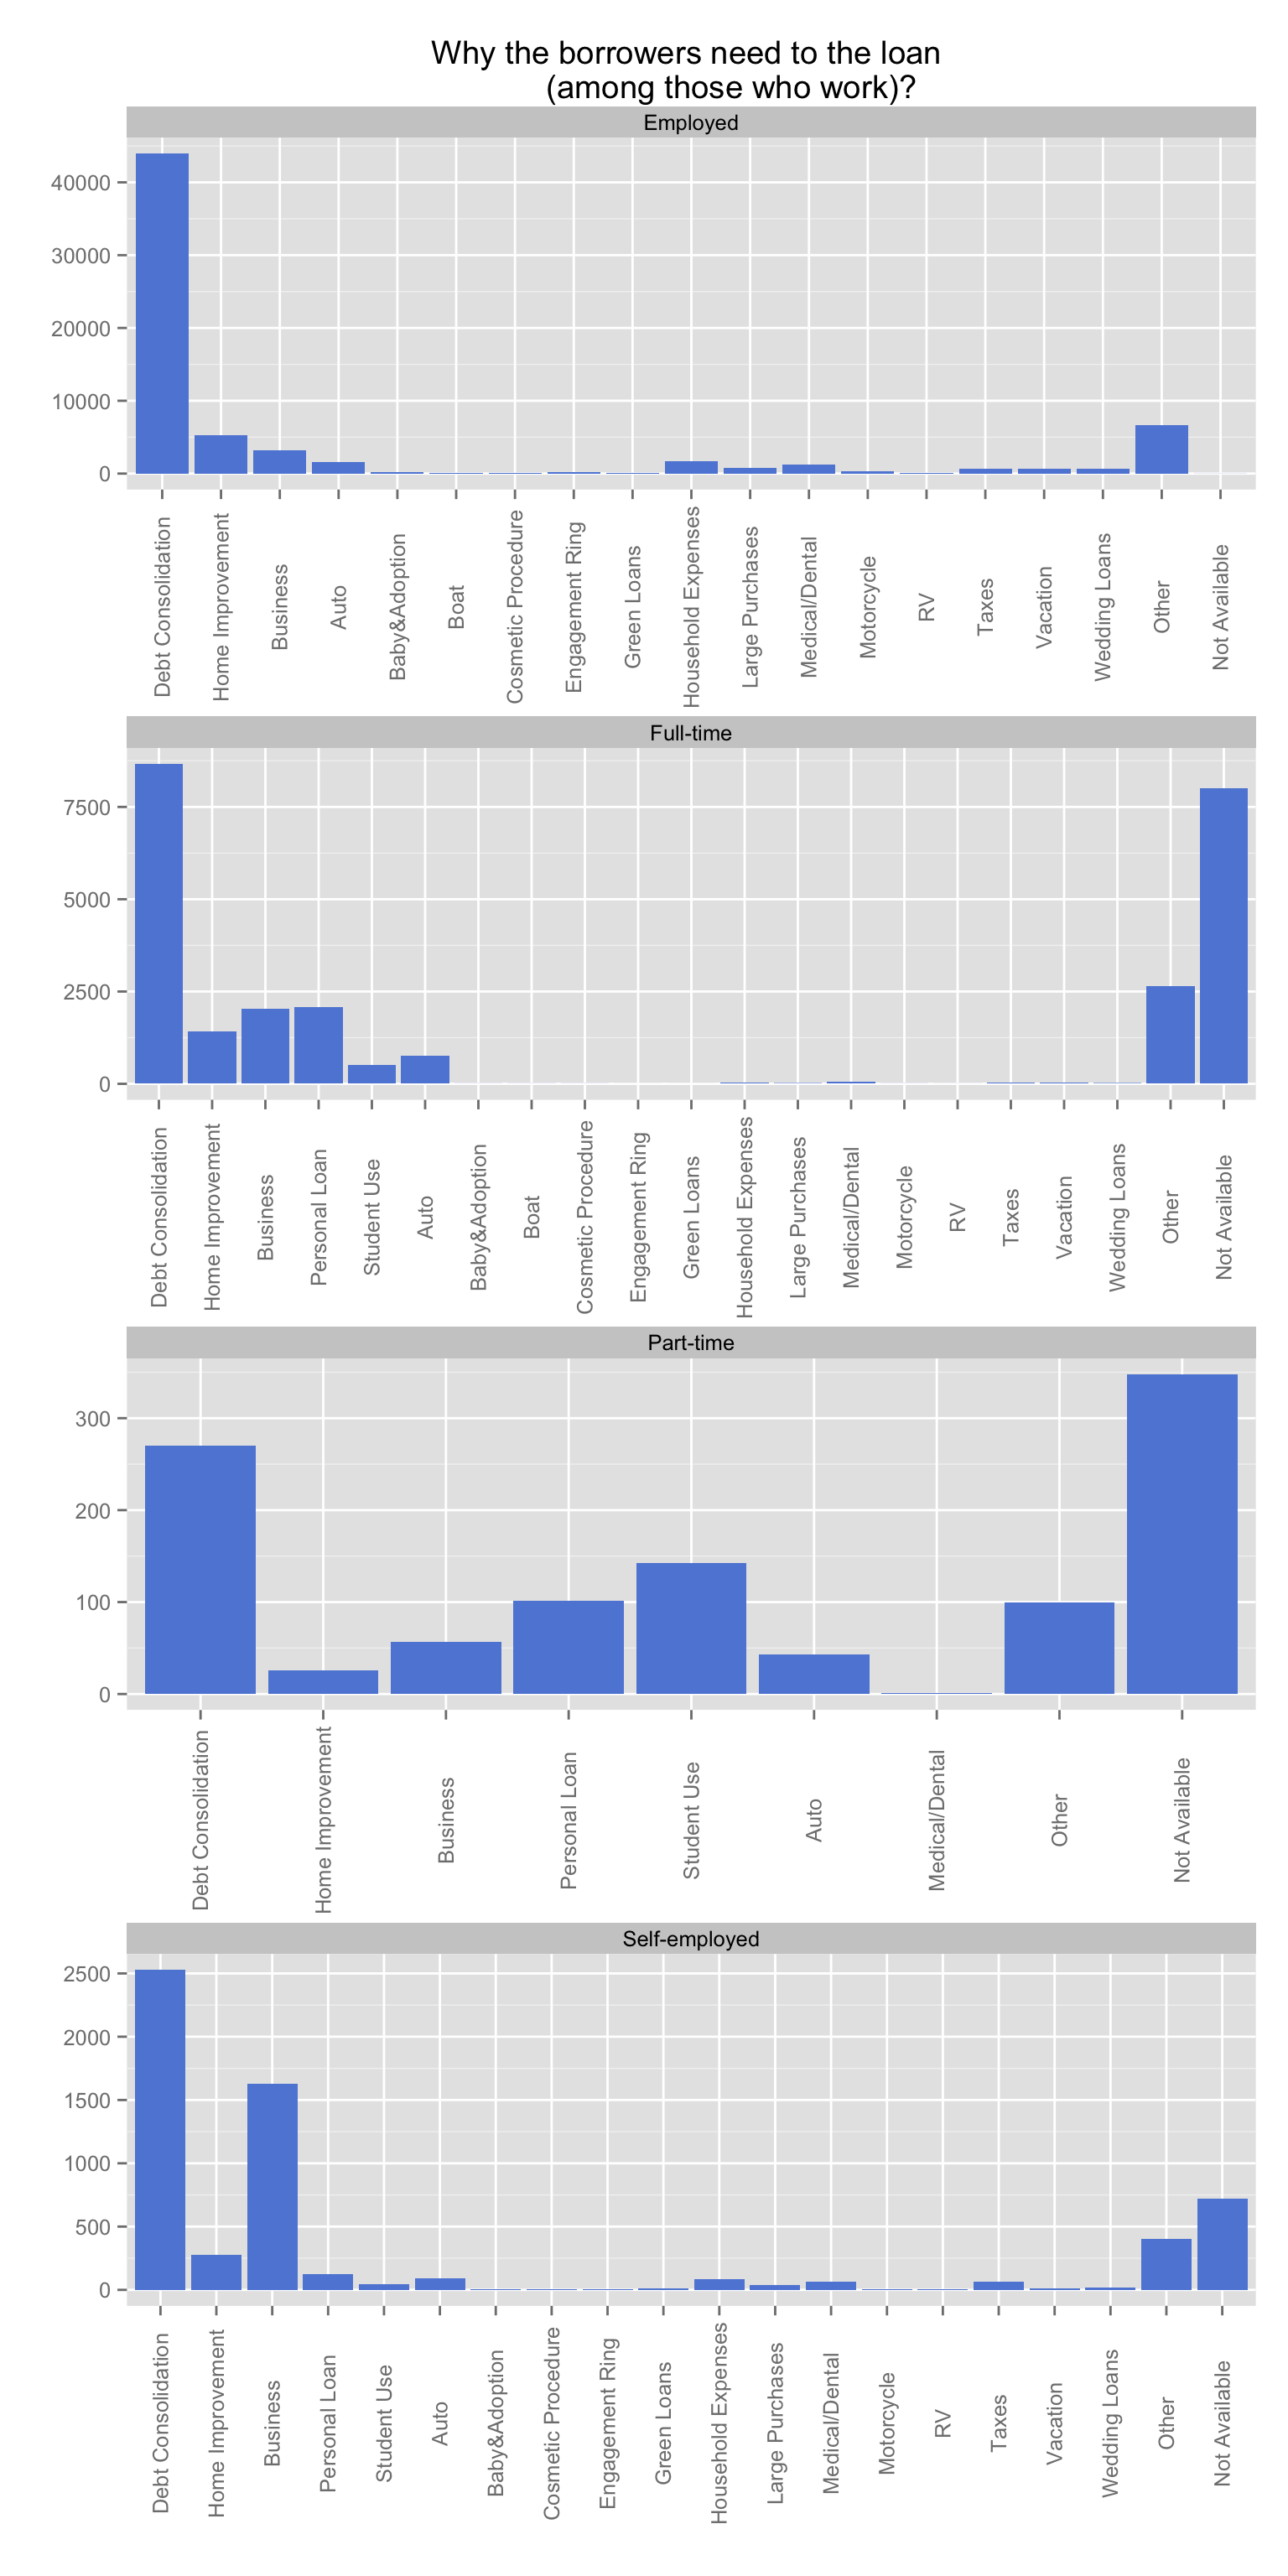 Why the borrowers need to the loan
(among those who work)?
Employed
40000
30000
20000
10000
0
Debt Consolidation
Home Improvement
Business
Auto
Baby&Adoption
Boat
Cosmetic Procedure
Engagement Ring
Green Loans
Household Expenses
Large Purchases
Medical/Dental
Motorcycle
RV
Taxes
Vacation
Wedding Loans
Other
Not Available
Full-time
7500
5000
2500
0
Debt Consolidation
Home Improvement
Business
Personal Loan
Student Use
Auto
Baby&Adoption
Boat
Cosmetic Procedure
Engagement Ring
Green Loans
Household Expenses
Large Purchases
Medical/Dental
Motorcycle
RV
Taxes
Vacation
Wedding Loans
Other
Not Available
Part-time
300
200
100
0
Debt Consolidation
Home Improvement
Business
Personal Loan
Student Use
Auto
Medical/Dental
Other
Not Available
Self-employed
2500
2000
1500
1000
500
0
Debt Consolidation
Home Improvement
Business
Personal Loan
Student Use
Auto
Baby&Adoption
Cosmetic Procedure
Engagement Ring
Green Loans
Household Expenses
Large Purchases
Medical/Dental
Motorcycle
RV
Taxes
Vacation
Wedding Loans
Other
Not Available